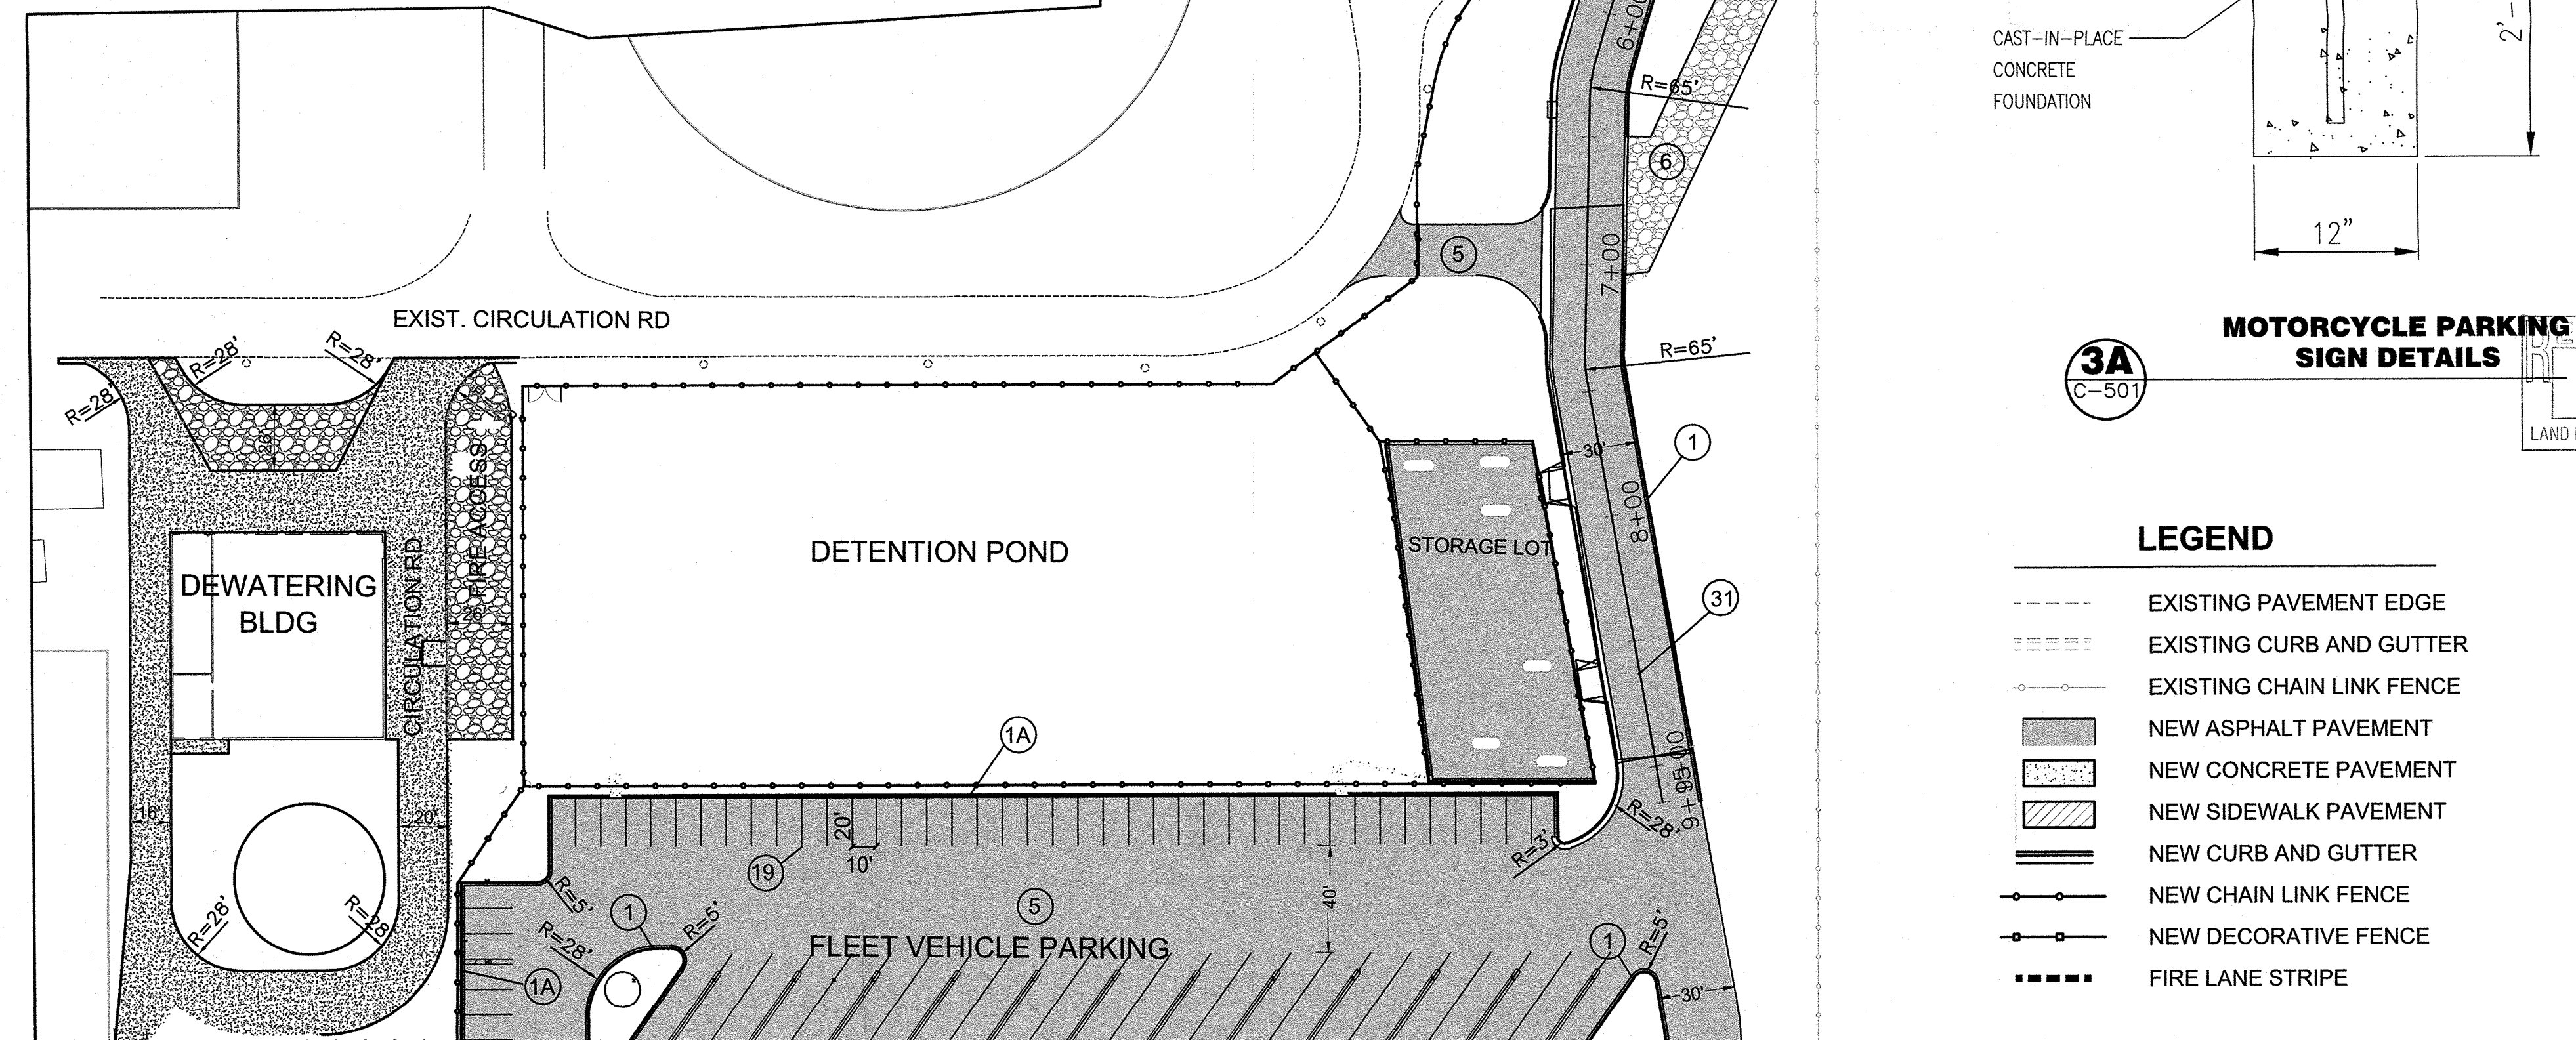 CAST-IN-PLACE
CONCRETE
FOUNDATION
2'-
12"
MOTORCYCLE PARKING
SIGN DETAILS
3A
C-501
LAND
LEGEND
EXISTING PAVEMENT EDGE
EXISTING CURB AND GUTTER
EXISTING CHAIN LINK FENCE
NEW ASPHALT PAVEMENT
NEW CONCRETE PAVEMENT
NEW SIDEWALK PAVEMENT
NEW CURB AND GUTTER
NEW CHAIN LINK FENCE
NEW DECORATIVE FENCE
FIRE LANE STRIPE
6+00
R=65'
6
5
7+00
EXIST. CIRCULATION RD
R=28'
R=28'
R=28'
R=65'
26'
30'
1
8+00
FIRE ACCESS
CIRCULATION RD
DETENTION POND
STORAGE LOT
DEWATERING
BLDG
26'
31
1A
16'
20'
20'
10'
19
R=28'
R=3'
R=5'
40'
1
R=5'
5
FLEET VEHICLE PARKING
R=28'
R=28'
R=28
1
R=5'
1A
30'